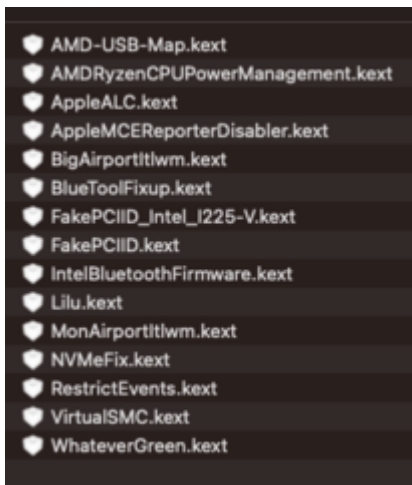 AMD-USB-Map.kext
AMDRyzenCPUPowerManagement.kext
AppleALC.kext
AppleMCEReporterDisabler.kext
BigAirportItlwm.kext
BlueToolFixup.kext
FakePCIID_Intel_I225-V.kext
FakePCIID.kext
IntelBluetoothFirmware.kext
Lilu.kext
MonAirportItlwm.kext
NVMeFix.kext
RestrictEvents.kext
VirtualSMC.kext
WhateverGreen.kext